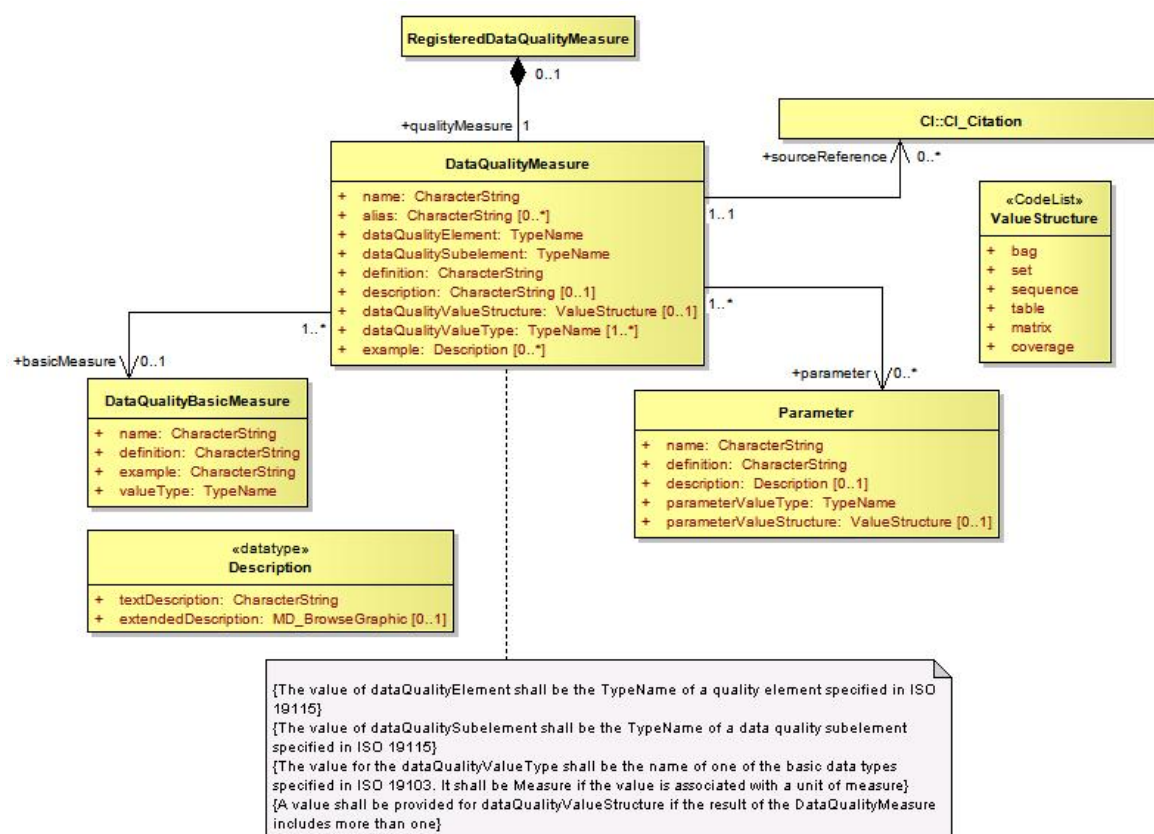 RegisteredDataQualityMeasure
0..1
+qualityMeasure 1
CI::CI_Citation
+sourceReference 0..*
DataQualityMeasure
+ name: CharacterString
+ alias: CharacterString [0..*]
+ dataQualityElement: TypeName
+ dataQualitySubelement: TypeName
+ definition: CharacterString
+ description: CharacterString [0..1]
+ dataQualityValueStructure: ValueStructure [0..1]
+ dataQualityValueType: TypeName [1..*]
+ example: Description [0..*]
1..1
1..*
1..*
«CodeList»
ValueStructure
+ bag
+ set
+ sequence
+ table
+ matrix
+ coverage
+basicMeasure 0..1
+parameter 0..*
DataQualityBasicMeasure
+ name: CharacterString
+ definition: CharacterString
+ example: CharacterString
+ valueType: TypeName
Parameter
+ name: CharacterString
+ definition: CharacterString
+ description: Description [0..1]
+ parameterValueType: TypeName
+ parameterValueStructure: ValueStructure [0..1]
«datatype»
Description
+ textDescription: CharacterString
+ extendedDescription: MD_BrowseGraphic [0..1]
{The value of dataQualityElement shall be the TypeName of a quality element specified in ISO
19115}
{The value of dataQualitySubelement shall be the TypeName of a data quality subelement
specified in ISO 19115}
{The value for the dataQualityValueType shall be the name of one of the basic data types
specified in ISO 19103. It shall be Measure if the value is associated with a unit of measure}
{A value shall be provided for dataQualityValueStructure if the result of the DataQualityMeasure
includes more than one}